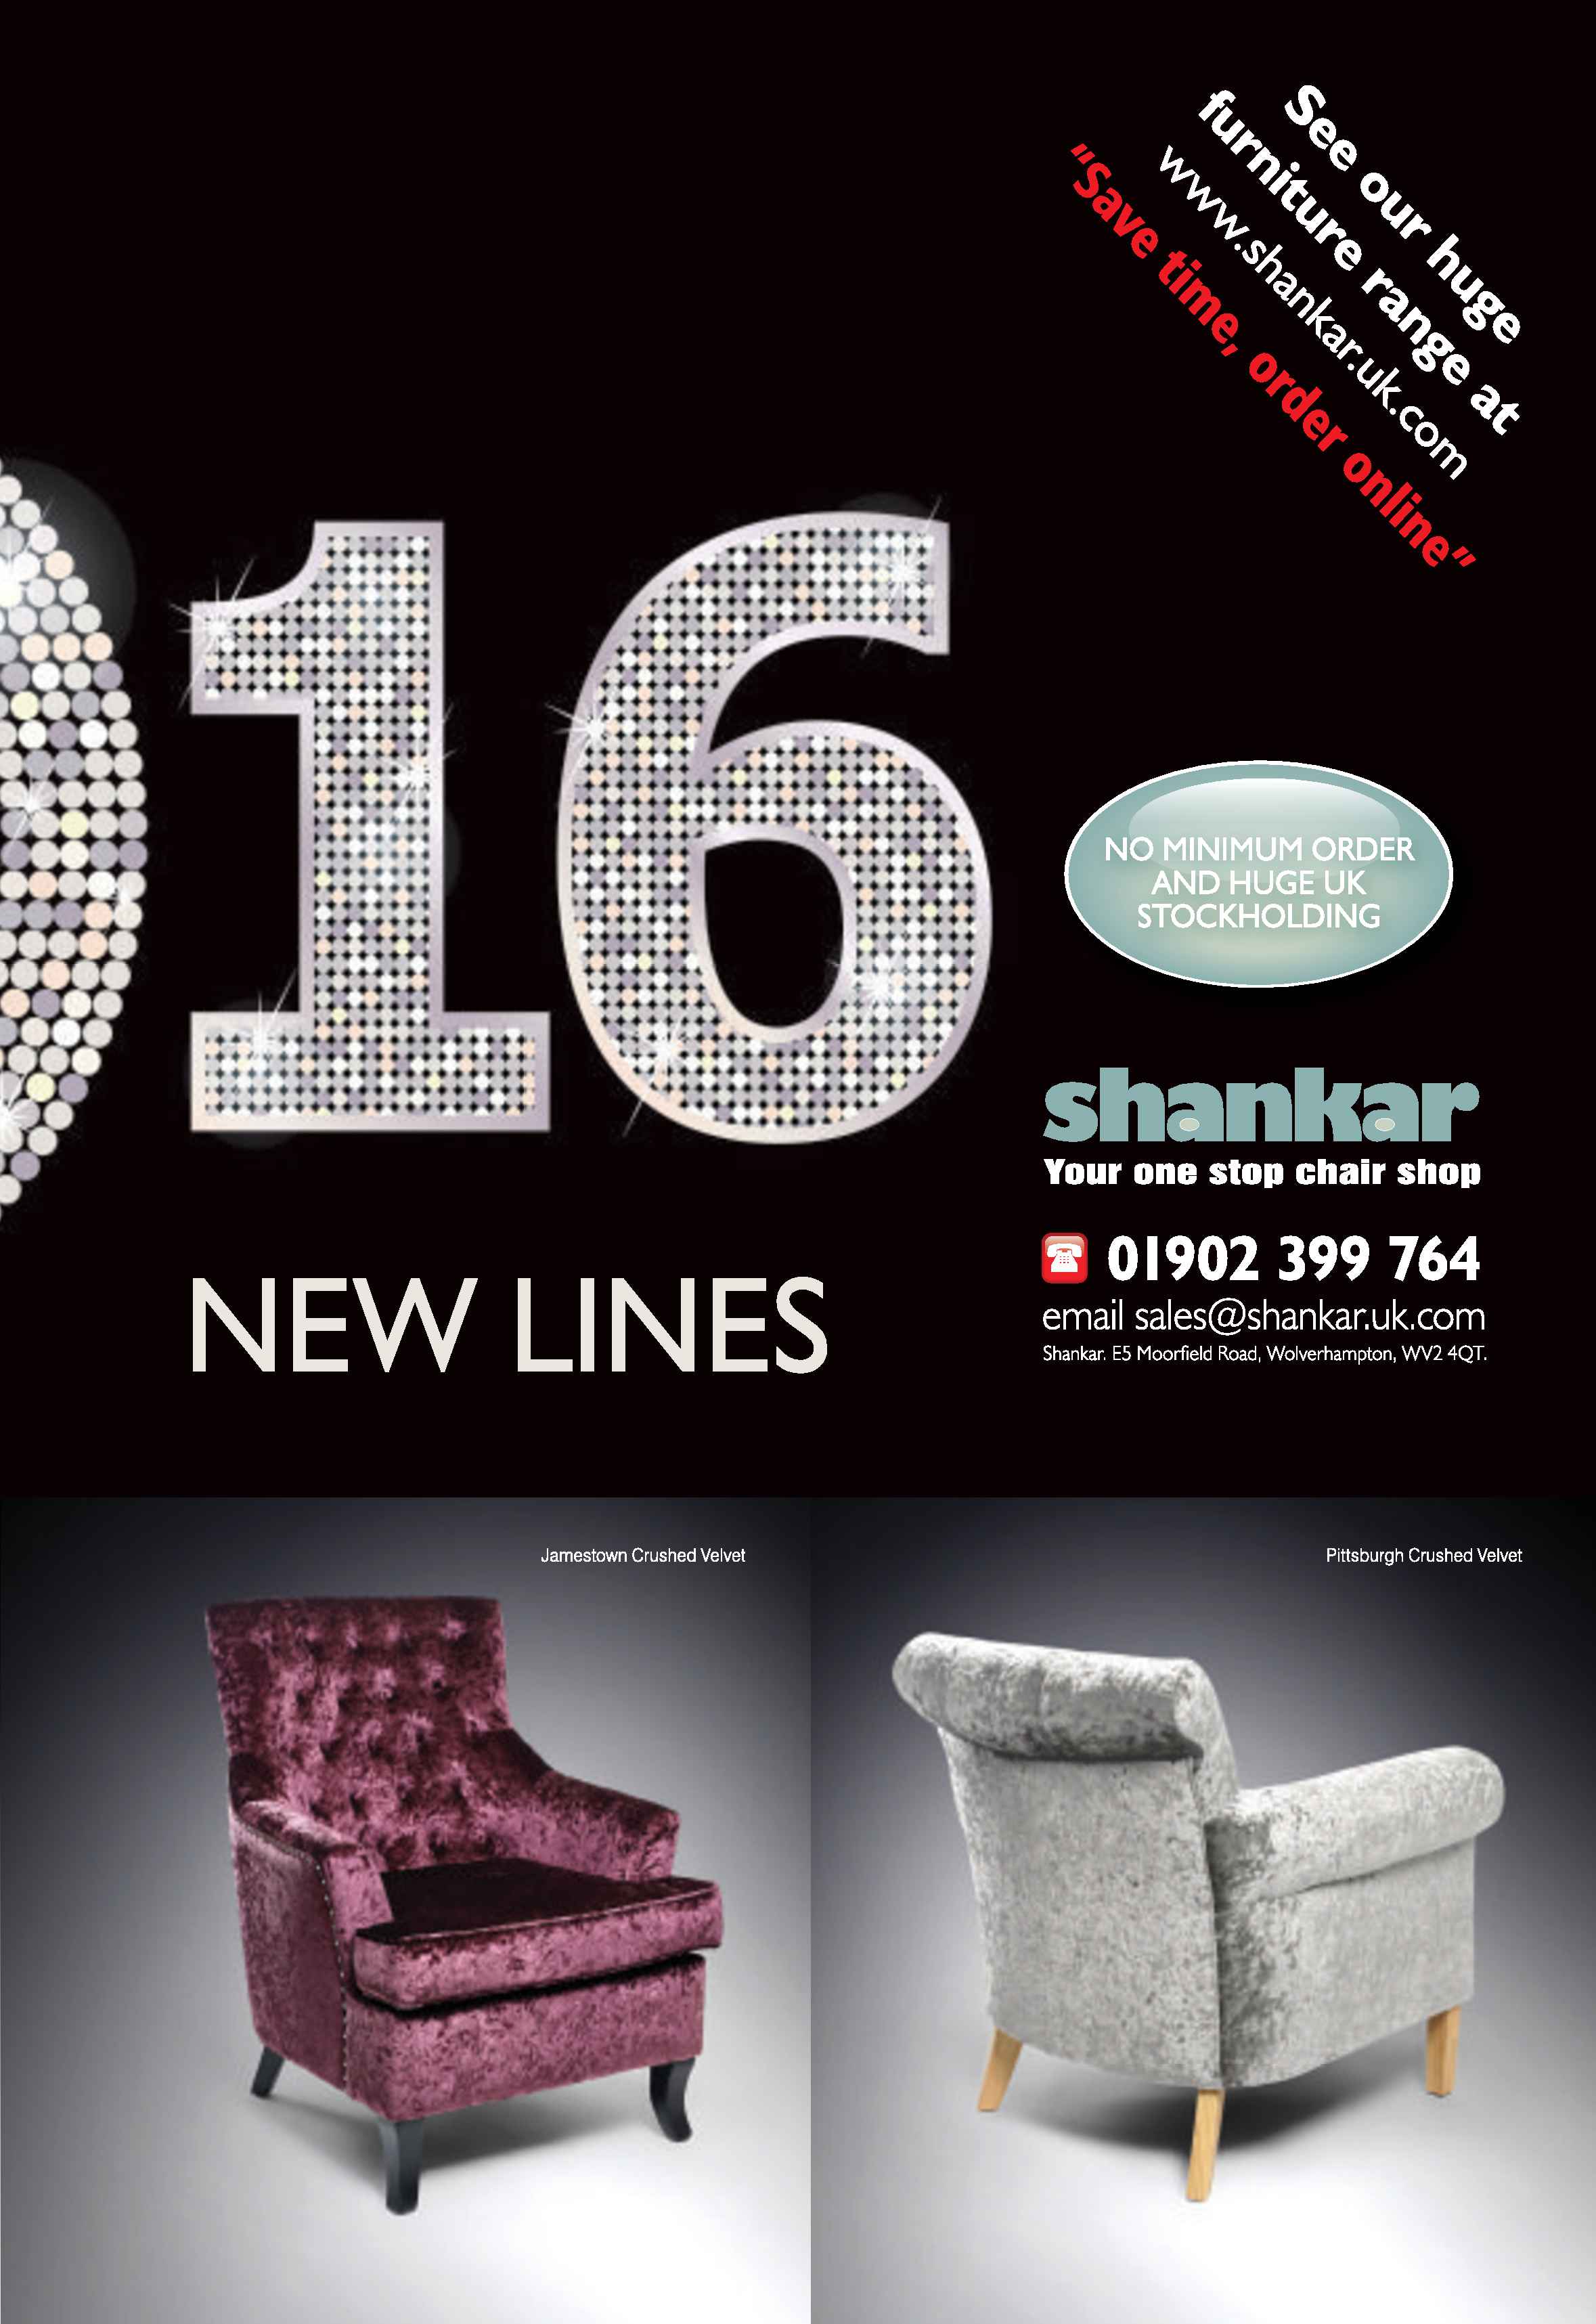 See our huge
furniture range at
www.shankar.uk.com
“Save time, order online”
16
NO MINIMUM ORDER
AND HUGE UK
STOCKHOLDING
shankar
Your one stop chair shop
01902 399 764
email sales@shankar.uk.com
Shankar. E5 Moorfield Road, Wolverhampton, WV2 4QT.
NEW LINES
Jamestown Crushed Velvet
Pittsburgh Crushed Velvet